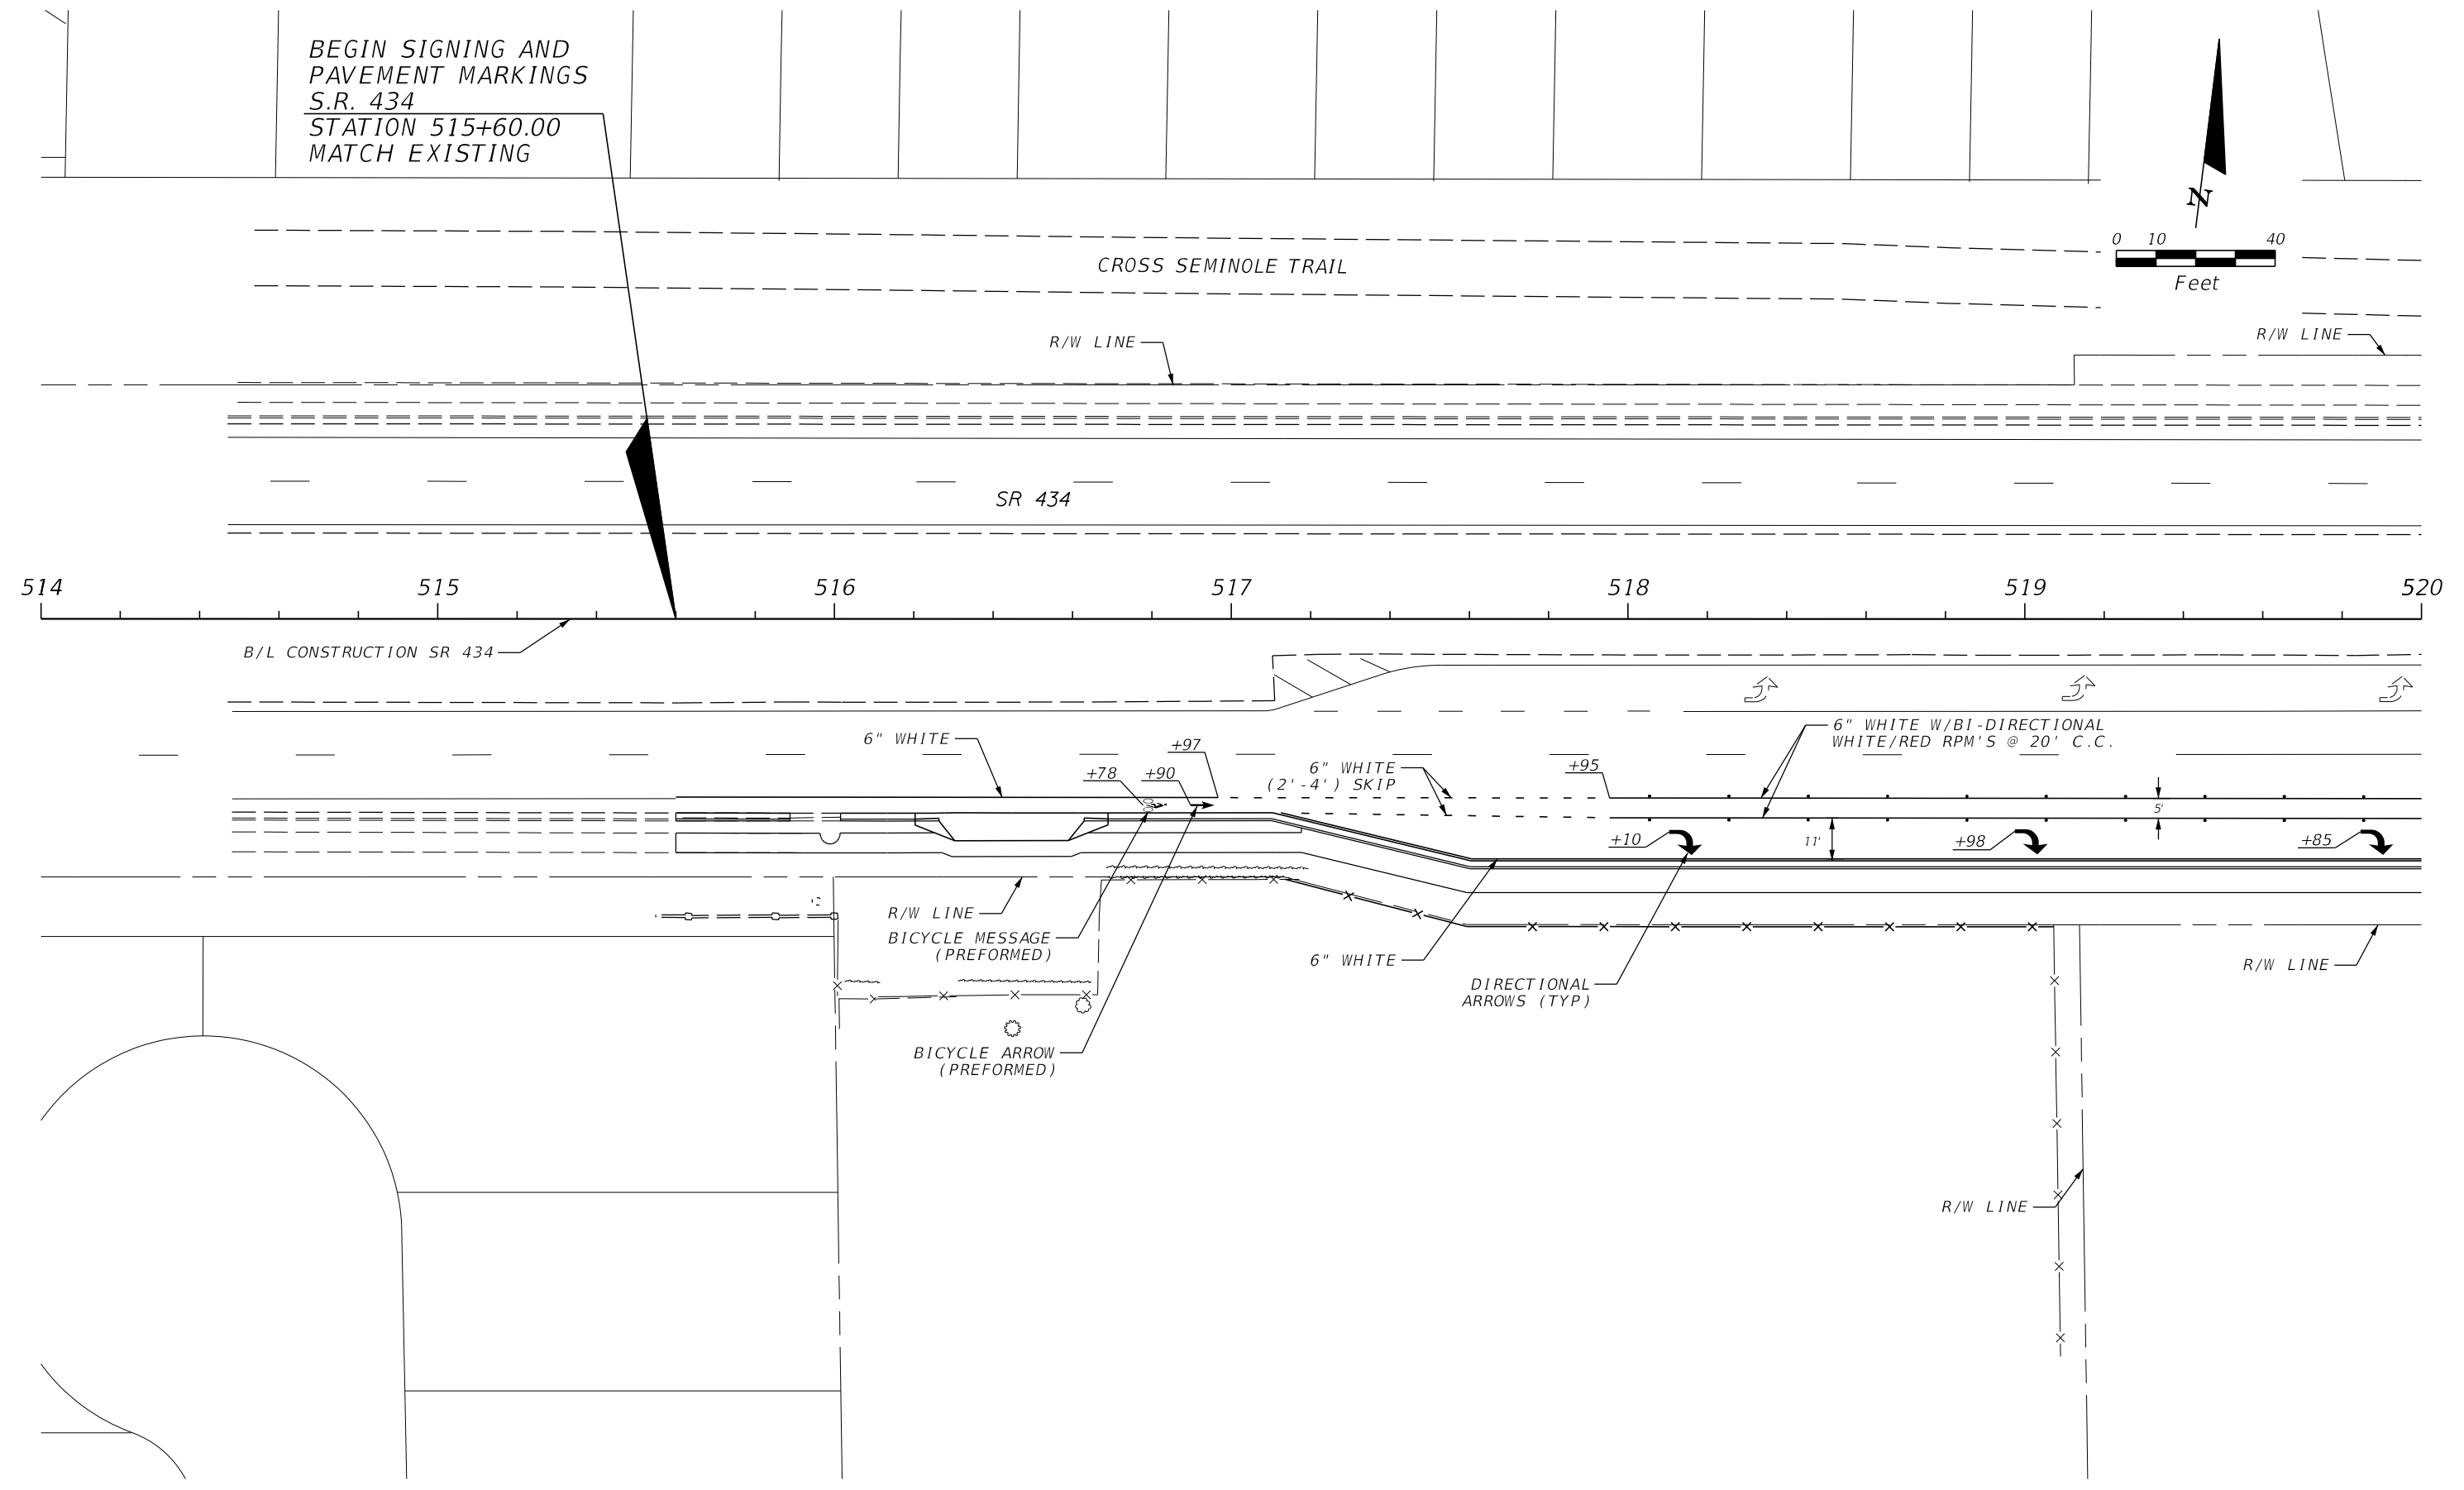 BEGIN SIGNING AND
PAVEMENT MARKINGS
S.R. 434
STATION 515+60.00
MATCH EXISTING
N
0 10 40
Feet
CROSS SEMINOLE TRAIL
R/W LINE
R/W LINE
SR 434
514 515 516 517 518 519 520
B/L CONSTRUCTION SR 434
6" WHITE
+97
+78 +90
6" WHITE
(2'-4') SKIP
+95
6" WHITE W/BI-DIRECTIONAL
WHITE/RED RPM'S @ 20' C.C.
5'
11'
+10
+98
+85
R/W LINE
BICYCLE MESSAGE
(PREFORMED)
6" WHITE
DIRECTIONAL
ARROWS (TYP)
R/W LINE
BICYCLE ARROW
(PREFORMED)
R/W LINE